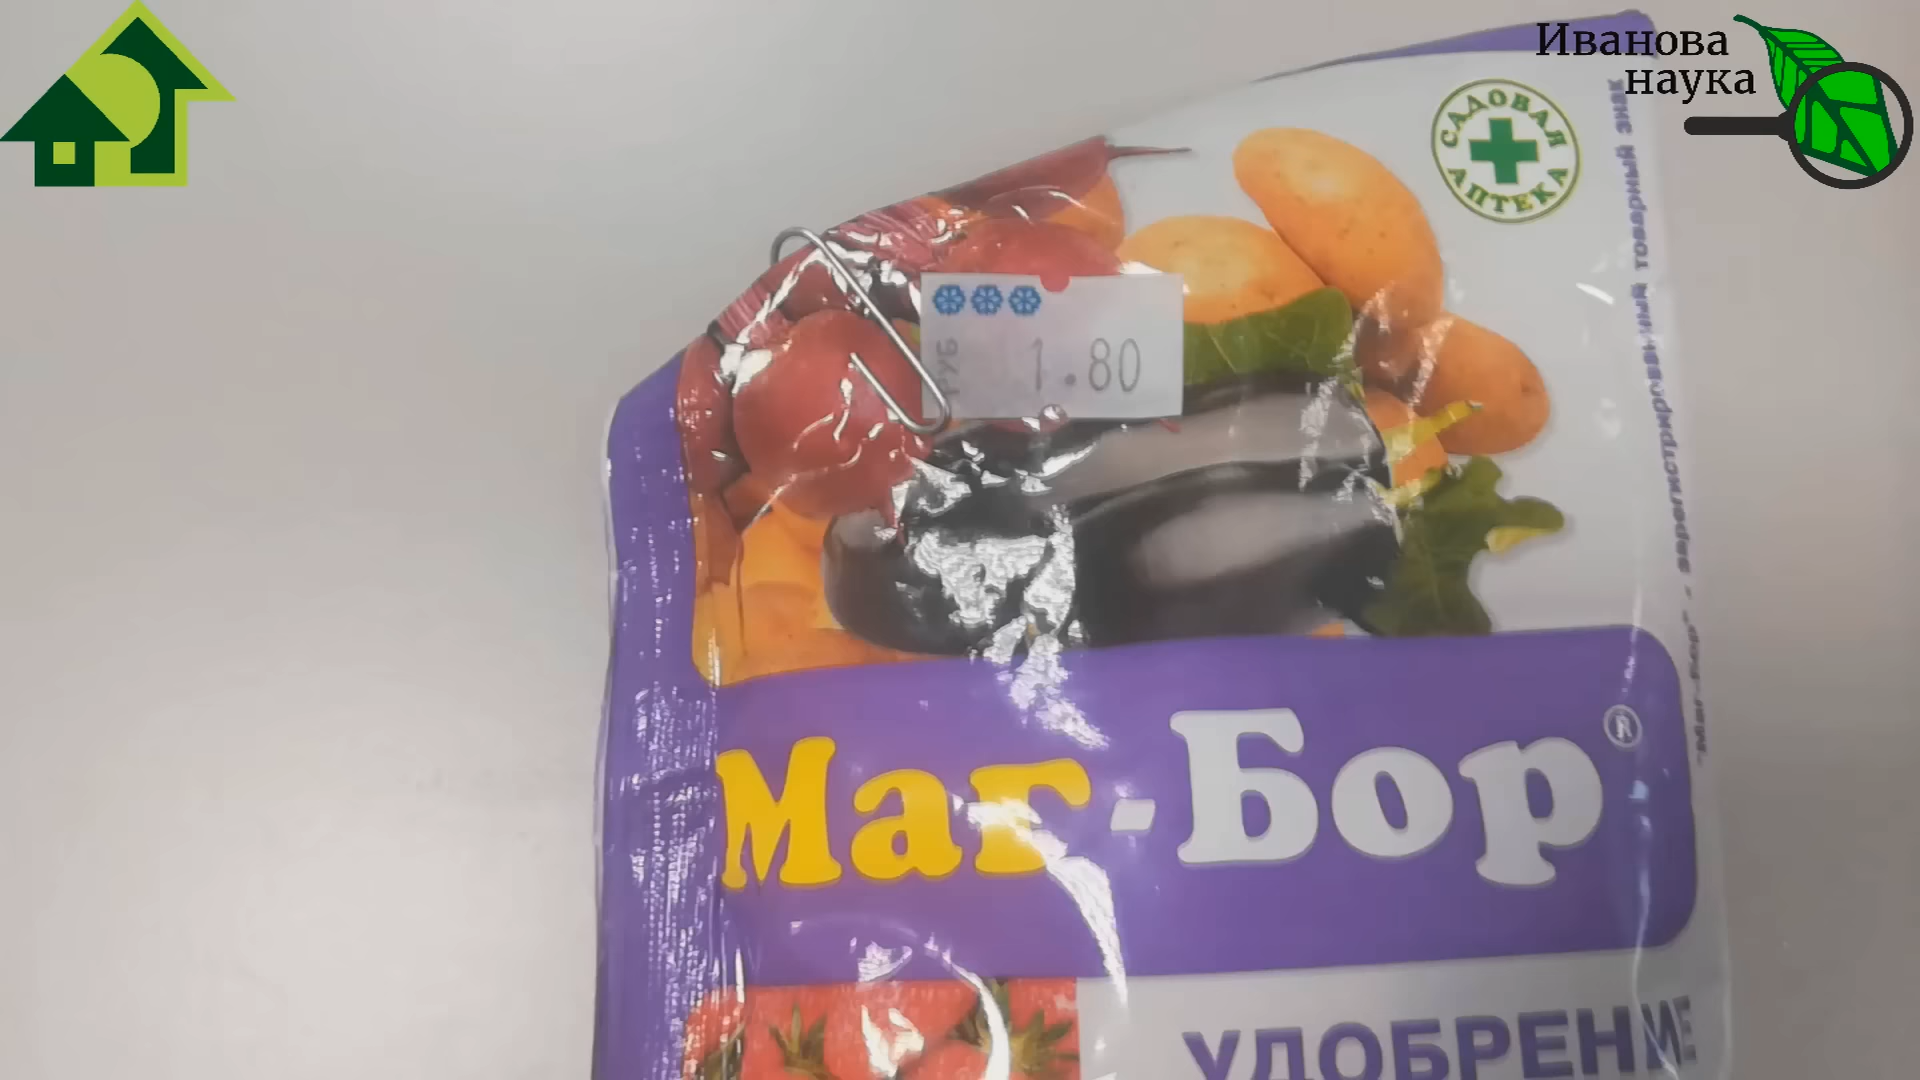 Иванова
наука
САДОВАЯ
АПТЕКА
РУБ
1.80
Маг-Бор®
УДОБРЕНИЕ
"Маг-Бор" - зарегистрированный товарный знак